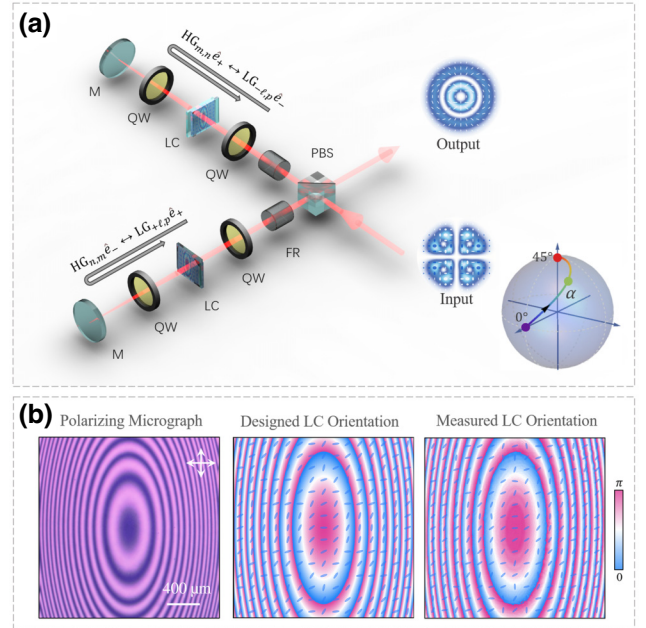 (a)
HG_{m,n}ê_+ ↔ LG_{−ℓ,p}ê_−
M
QW
LC
QW
PBS
Output
HG_{n,m}ê_− ↔ LG_{+ℓ,p}ê_+
FR
QW
LC
QW
M
Input
45°
α
0°
(b)
Polarizing Micrograph
Designed LC Orientation
Measured LC Orientation
400 μm
π
0